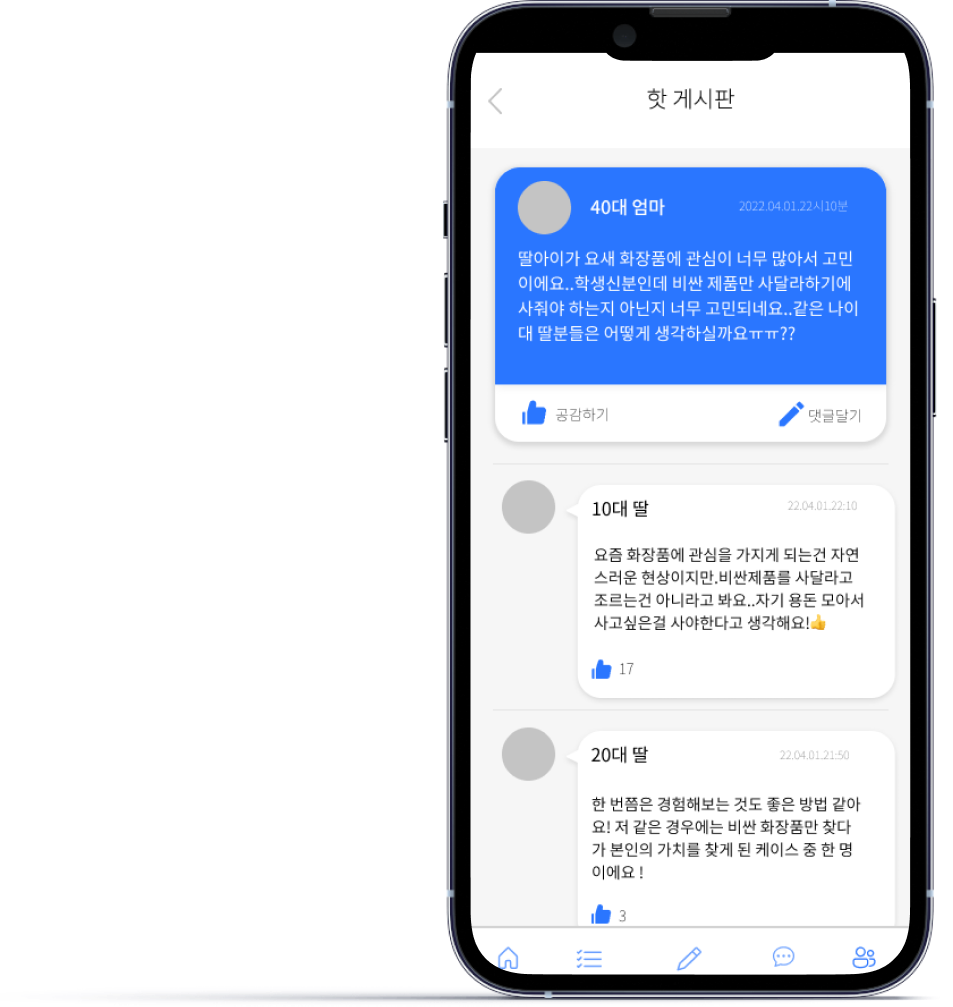 핫 게시판
40대 엄마
2022.04.01.22시10분
딸아이가 요새 화장품에 관심이 너무 많아서 고민
이에요..학생신분인데 비싼 제품만 사달라하기에
사줘야 하는지 아닌지 너무 고민되네요..같은 나이
대 딸분들은 어떻게 생각하실까요ㅠㅠ??
공감하기
댓글달기
10대 딸
22.04.01.22:10
요즘 화장품에 관심을 가지게 되는건 자연
스러운 현상이지만.비싼제품를 사달라고
조르는건 아니라고 봐요..자기 용돈 모아서
사고싶은걸 사야한다고 생각해요!👍
17
20대 딸
22.04.01.21:50
한 번쯤은 경험해보는 것도 좋은 방법 같아
요! 저 같은 경우에는 비싼 화장품만 찾다
가 본인의 가치를 찾게 된 케이스 중 한 명
이에요 !
3